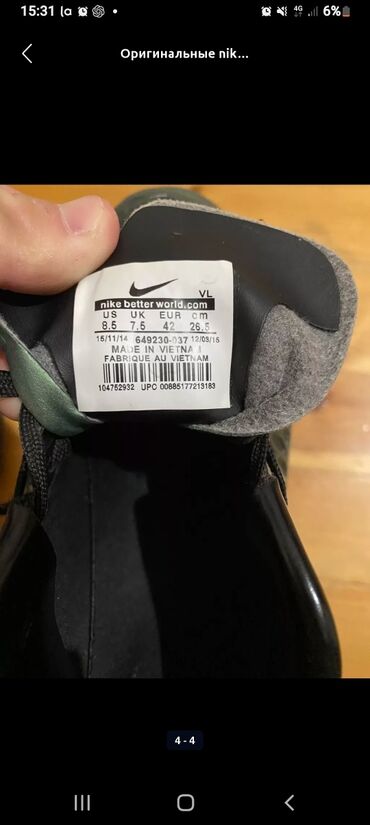 15:31
4G
6%
Оригинальные nik...
VL
nike better world.com
US UK EUR cm
8.5 7.5 42 26.5
15/11/14 649230-037 12/03/15
MADE IN VIETNAM
FABRIQUE AU VIETNAM
104752932 UPC 00885177213183
4 - 4